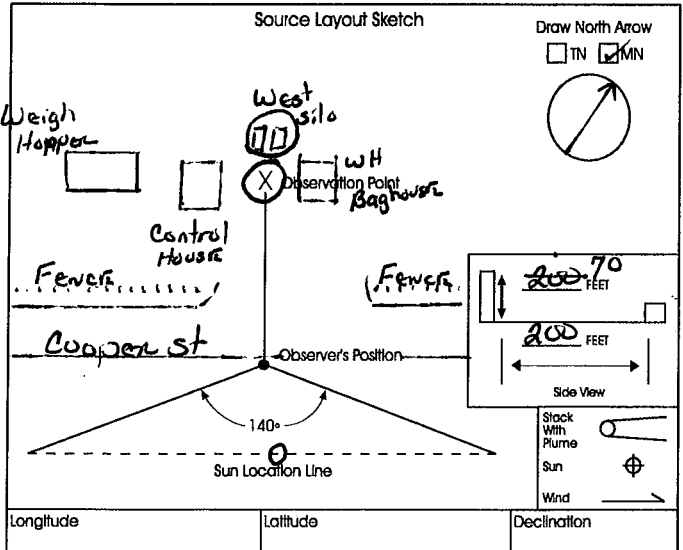 Source Layout Sketch
Draw North Arrow
TN MN
West
silo
Weigh
Hopper
X Observation Point
WH
Baghouse
Control
House
Fence
Fence
200 70
FEET
200 FEET
Side View
Cooper st
Observer's Position
140°
Sun Location Line
Stack
With
Plume
Sun
Wind
Longitude
Latitude
Declination